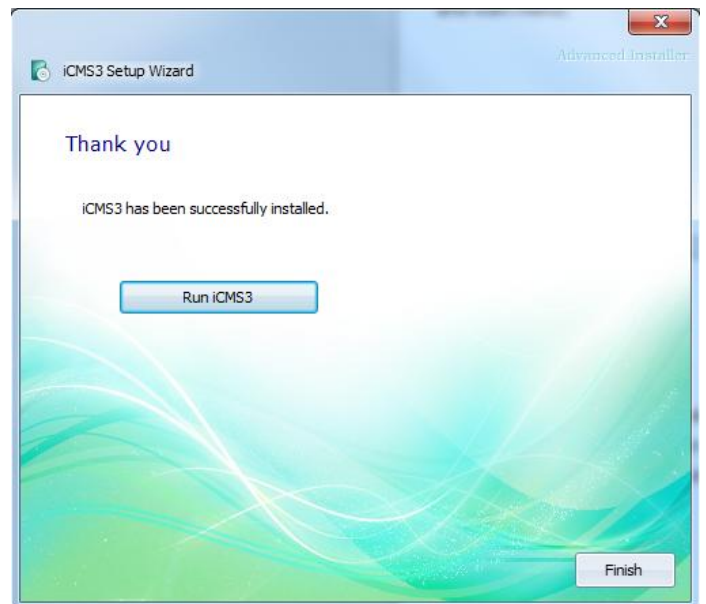 Advanced Installer
iCMS3 Setup Wizard
Thank you
iCMS3 has been successfully installed.
Run iCMS3
Finish